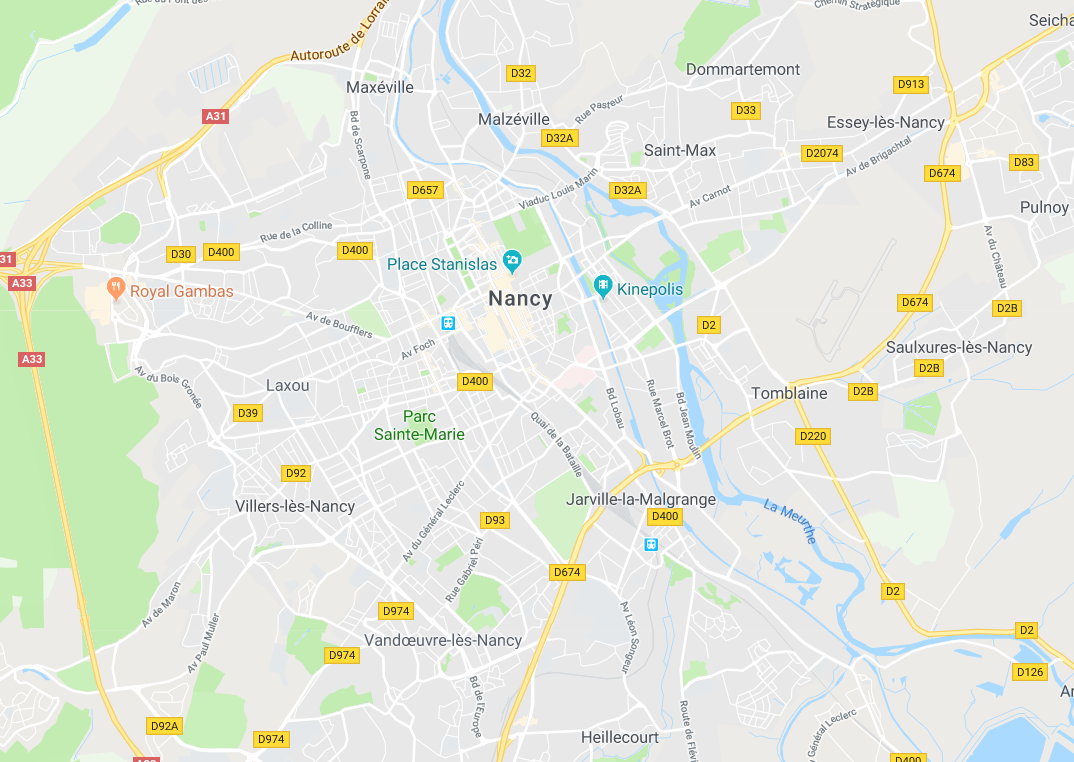 Rue du Pont des
Chemin Stratégique
Autoroute de Lorrai
Seicha
Dommartemont
D32
Maxéville
D913
A31
Rue Pasteur
D33
Malzéville
Essey-lès-Nancy
D32A
Bd de Scarpone
Saint-Max
D2074
Av de Brigachtal
D83
D674
D657
Viaduc Louis Marin
D32A
Av Carnot
Pulnoy
Rue de la Colline
D30
D400
D400
31
Place Stanislas
Av du Château
A33
Royal Gambas
Kinepolis
Nancy
D674
D2B
Av de Boufflers
D2
Av Foch
Saulxures-lès-Nancy
A33
D2B
Av du Bois Gronée
Laxou
D400
Tomblaine
D2B
D39
Bd Lobau
Rue Marcel Brot
Bd Jean Moulin
Parc
Sainte-Marie
Quai de la Bataille
D220
D92
Villers-lès-Nancy
Av du Général Leclerc
Jarville-la-Malgrange
D93
D400
La Meurthe
D674
Rue Gabriel Péri
D2
Av de Maron
D974
Av Paul Muller
Av Léon Songeur
Vandœuvre-lès-Nancy
D2
D974
D126
Bd de l'Europe
Route de Flévi
D92A
D974
Heillecourt
du Général Leclerc
D400